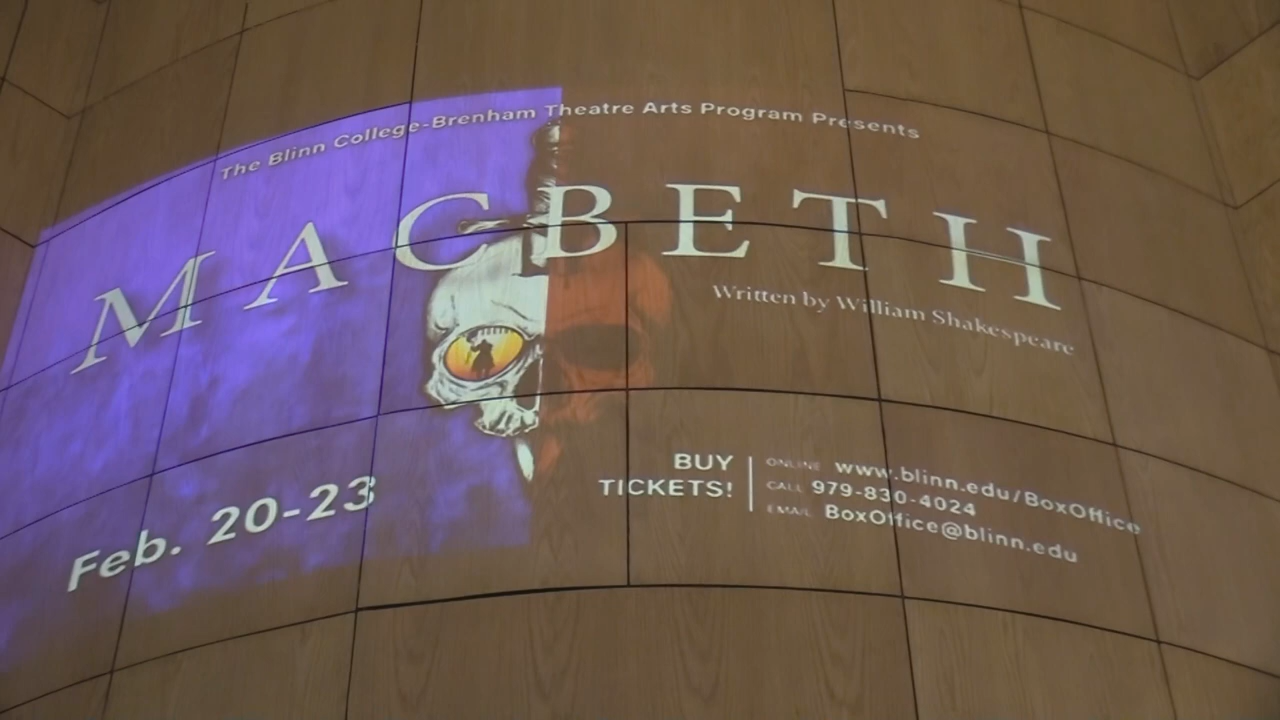 The Blinn College-Brenham Theatre Arts Program Presents
MACBETH
Written by William Shakespeare
Feb. 20-23
BUY TICKETS!
ONLINE www.blinn.edu/BoxOffice
CALL 979-830-4024
EMAIL BoxOffice@blinn.edu